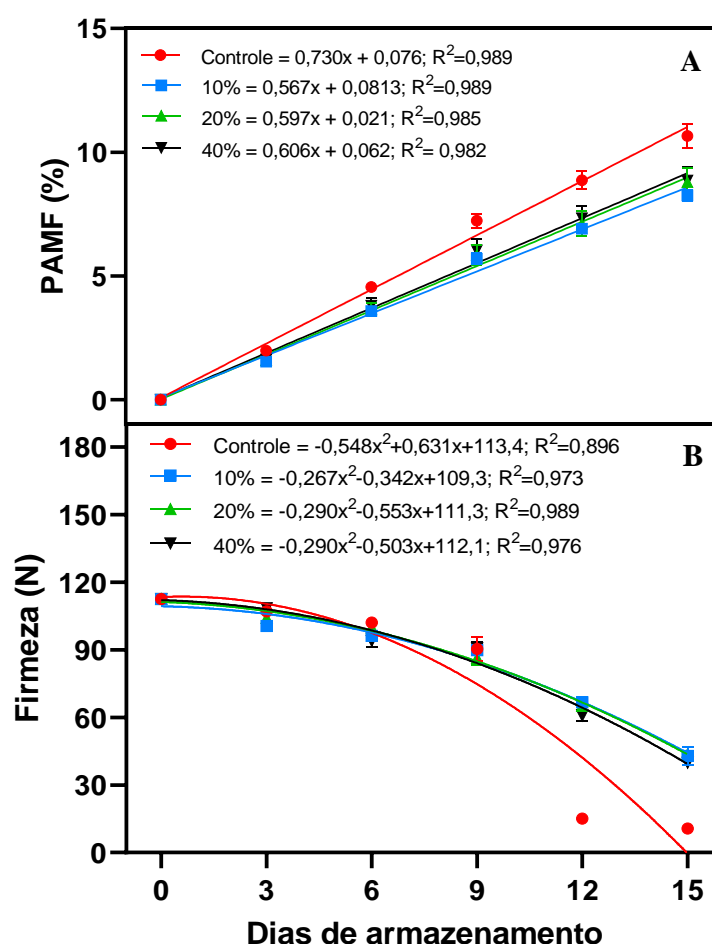 15
Controle = 0,730x + 0,076; R²=0,989
A
10% = 0,567x + 0,0813; R²=0,989
20% = 0,597x + 0,021; R²=0,985
40% = 0,606x + 0,062; R²= 0,982
10
5
0
PAMF (%)
180
Controle = -0,548x²+0,631x+113,4; R²=0,896
B
10% = -0,267x²-0,342x+109,3; R²=0,973
20% = -0,290x²-0,553x+111,3; R²=0,989
40% = -0,290x²-0,503x+112,1; R²=0,976
150
120
90
60
30
0
Firmeza (N)
0 3 6 9 12 15
Dias de armazenamento